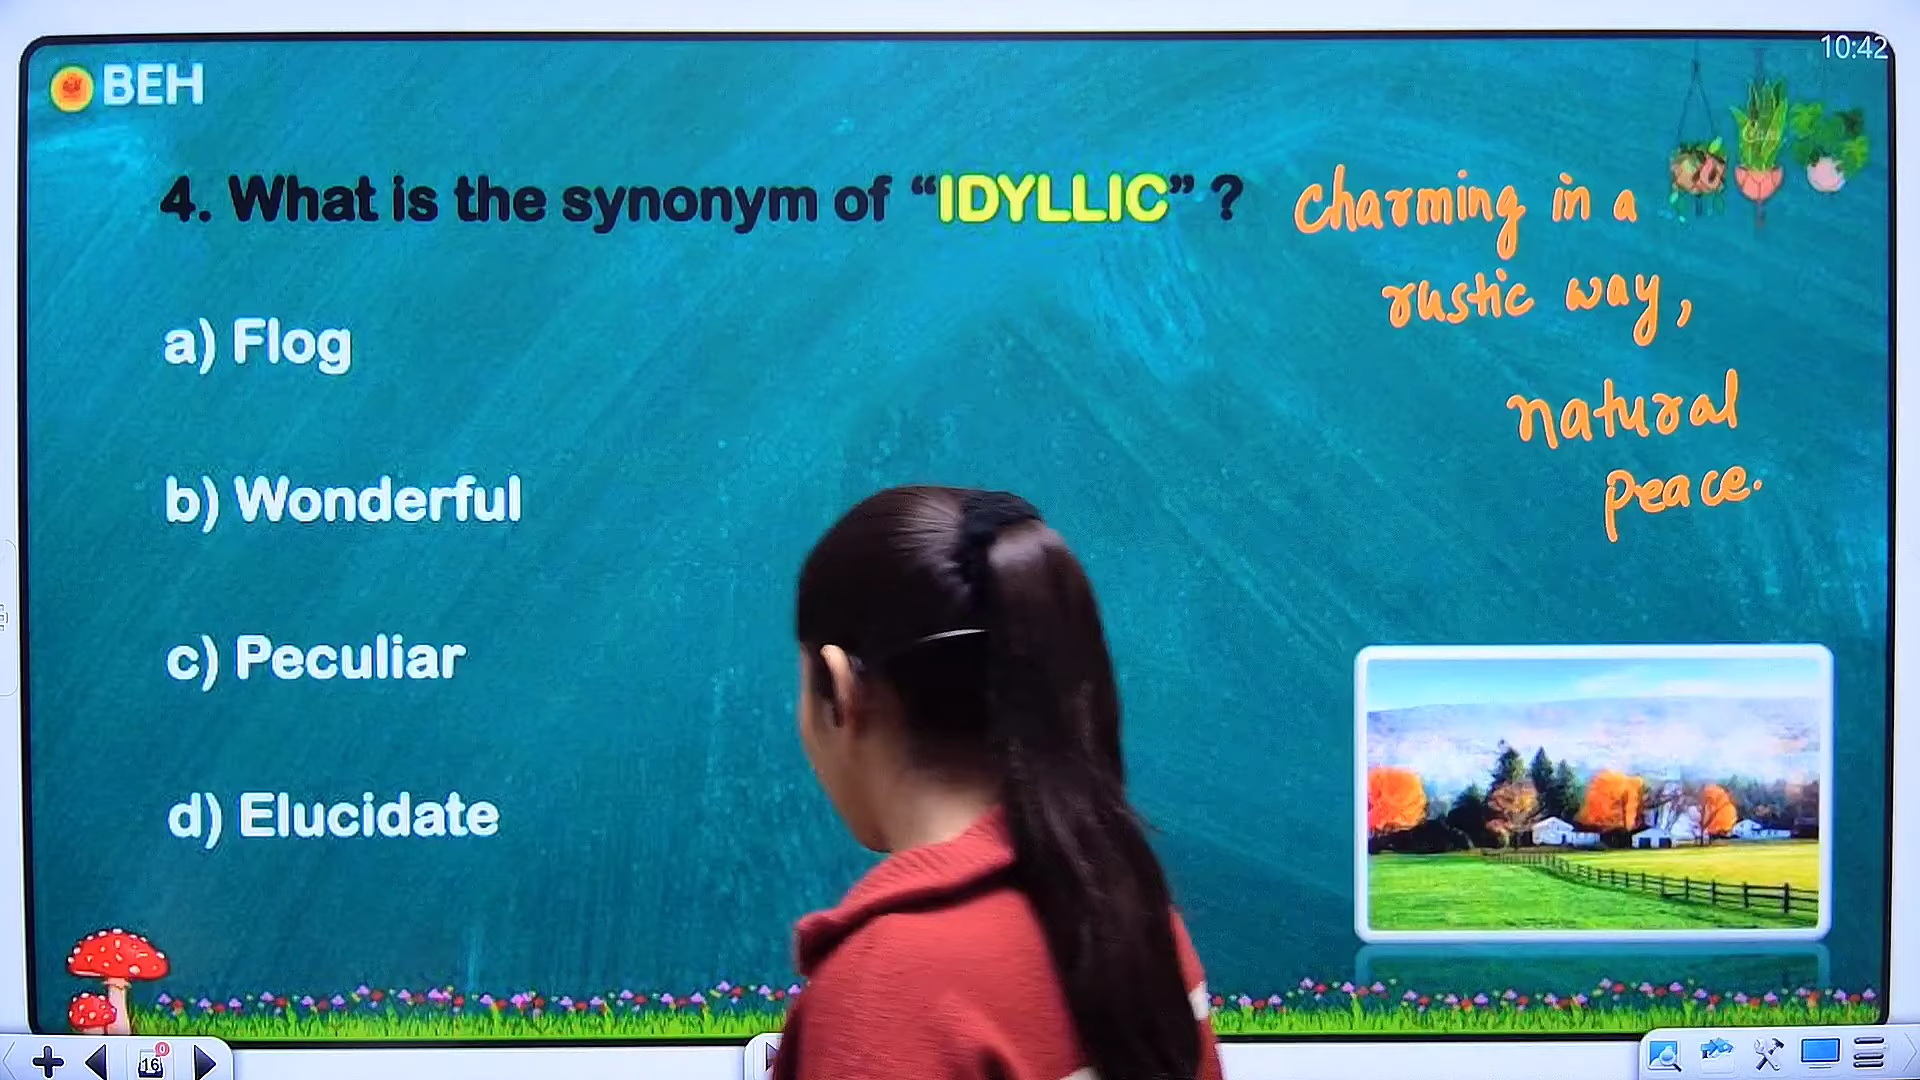 10:42
BEH
4. What is the synonym of “IDYLLIC” ?
charming in a
rustic way,
natural
peace.
a) Flog
b) Wonderful
c) Peculiar
d) Elucidate
16